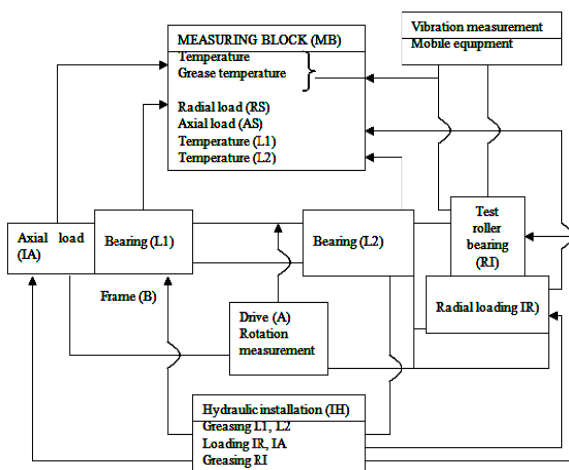 MEASURING BLOCK (MB)
Temperature
Grease temperature
Radial load (RS)
Axial load (AS)
Temperature (L1)
Temperature (L2)
Vibration measurement
Mobile equipment
Axial load
(IA)
Bearing (L1)
Bearing (L2)
Test
roller
bearing
(RI)
Frame (B)
Drive (A)
Rotation
measurement
Radial loading IR)
Hydraulic installation (IH)
Greasing L1, L2
Loading IR, IA
Greasing RI